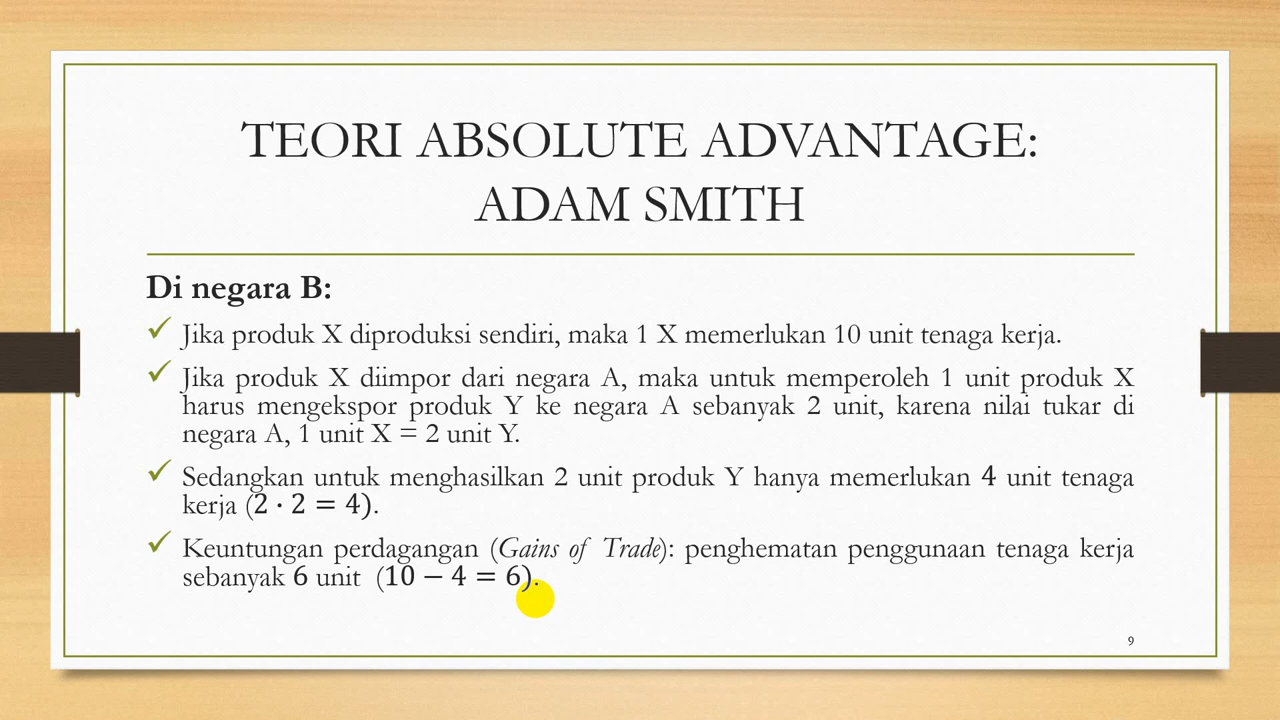 TEORI ABSOLUTE ADVANTAGE:
ADAM SMITH
Di negara B:
✓ Jika produk X diproduksi sendiri, maka 1 X memerlukan 10 unit tenaga kerja.
✓ Jika produk X diimpor dari negara A, maka untuk memperoleh 1 unit produk X
harus mengekspor produk Y ke negara A sebanyak 2 unit, karena nilai tukar di
negara A, 1 unit X = 2 unit Y.
✓ Sedangkan untuk menghasilkan 2 unit produk Y hanya memerlukan 4 unit tenaga
kerja (2 · 2 = 4).
✓ Keuntungan perdagangan (Gains of Trade): penghematan penggunaan tenaga kerja
sebanyak 6 unit (10 − 4 = 6).
9